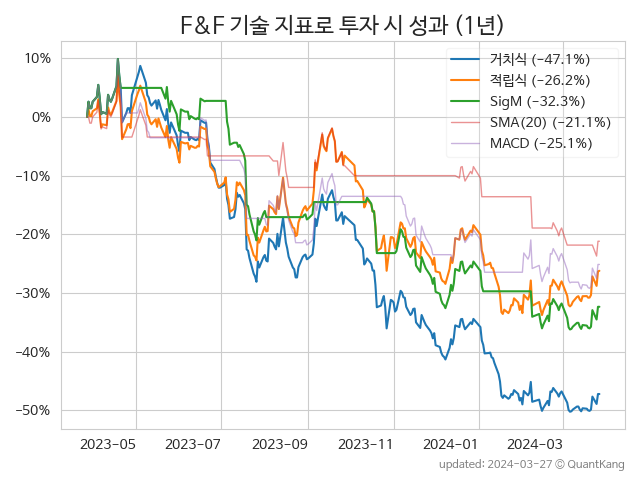 F&F 기술 지표로 투자 시 성과 (1년)
10%
0%
−10%
−20%
−30%
−40%
−50%
거치식 (−47.1%)
적립식 (−26.2%)
SigM (−32.3%)
SMA(20) (−21.1%)
MACD (−25.1%)
2023-05 2023-07 2023-09 2023-11 2024-01 2024-03
updated: 2024-03-27 © QuantKang